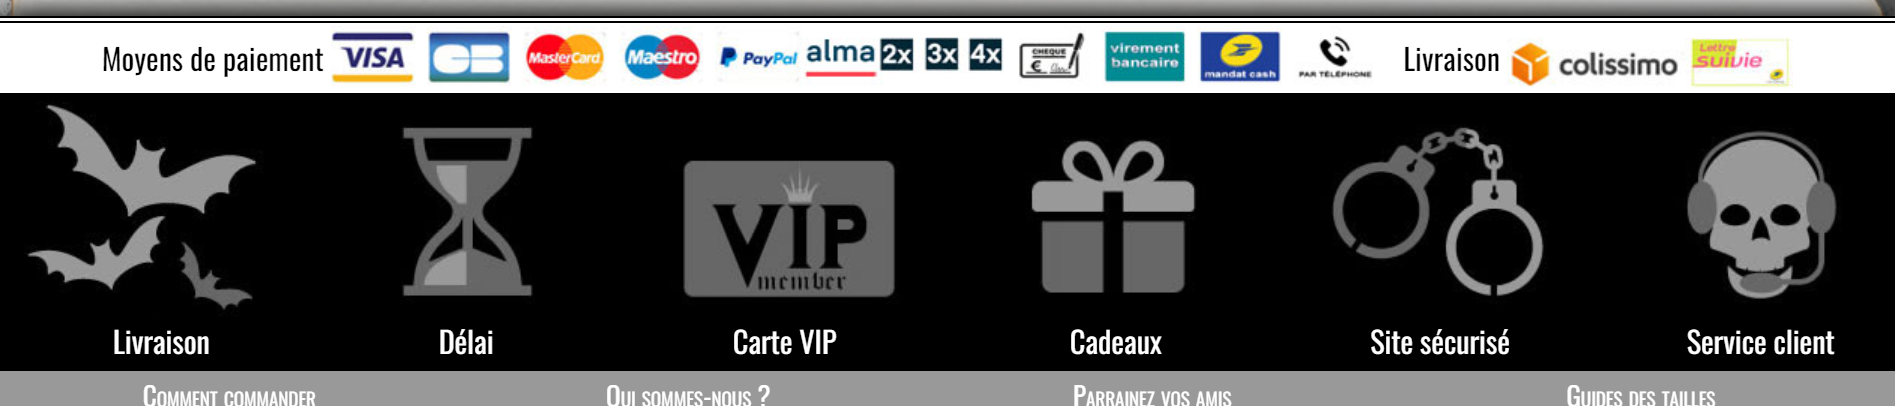 Moyens de paiement VISA CB MasterCard Maestro PayPal alma 2x 3x 4x CHEQUE € virement bancaire mandat cash PAR TÉLÉPHONE Livraison colissimo Lettre suivie
VIP
member
Livraison Délai Carte VIP Cadeaux Site sécurisé Service client
Comment commander Qui sommes-nous ? Parrainez vos amis Guides des tailles